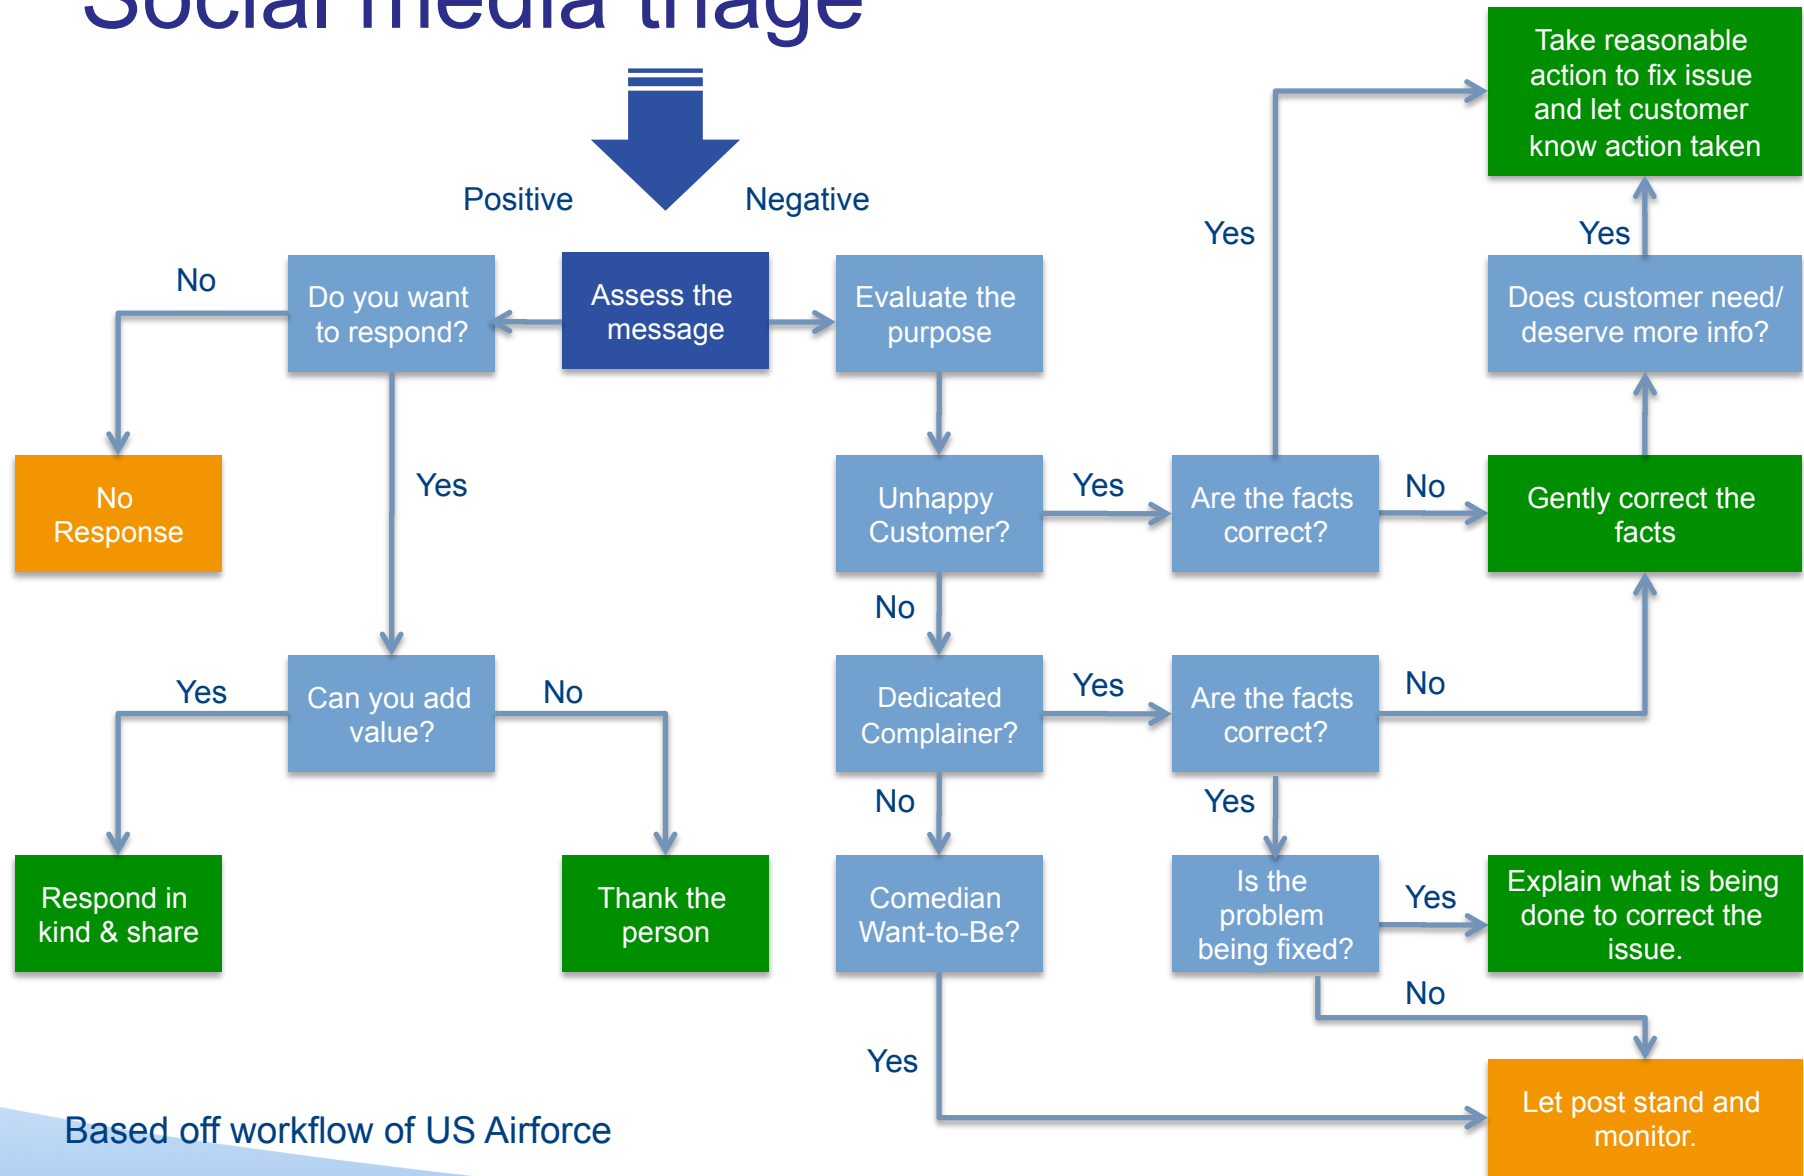 Social media triage
Take reasonable
action to fix issue
and let customer
know action taken
Positive
Negative
Yes
Yes
No
Do you want
to respond?
Assess the
message
Evaluate the
purpose
Does customer need/
deserve more info?
No
Response
Yes
Unhappy
Customer?
Yes
Are the facts
correct?
No
Gently correct the
facts
No
Yes
Can you add
value?
No
Dedicated
Complainer?
Yes
Are the facts
correct?
No
No
Yes
Respond in
kind & share
Thank the
person
Comedian
Want-to-Be?
Is the
problem
being fixed?
Yes
Explain what is being
done to correct the
issue.
No
Yes
Let post stand and
monitor.
Based off workflow of US Airforce